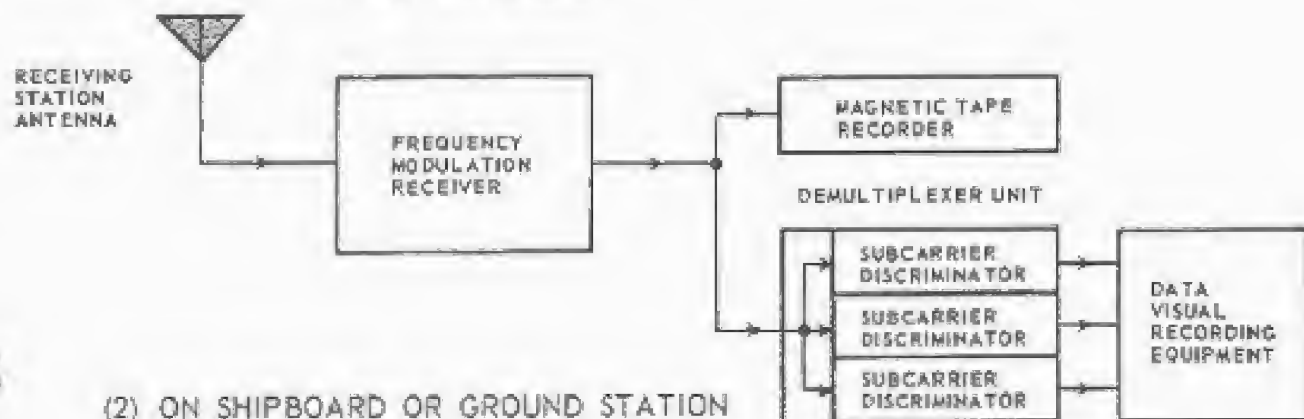 RECEIVING
STATION
ANTENNA
FREQUENCY
MODULATION
RECEIVER
MAGNETIC TAPE
RECORDER
DEMULTIPLEXER UNIT
SUBCARRIER
DISCRIMINATOR
SUBCARRIER
DISCRIMINATOR
SUBCARRIER
DISCRIMINATOR
DATA
VISUAL
RECORDING
EQUIPMENT
(2) ON SHIPBOARD OR GROUND STATION